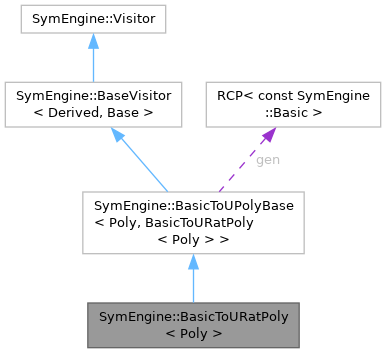 SymEngine::Visitor
SymEngine::BaseVisitor
< Derived, Base >
RCP< const SymEngine
::Basic >
gen
SymEngine::BasicToUPolyBase
< Poly, BasicToURatPoly
< Poly > >
SymEngine::BasicToURatPoly
< Poly >